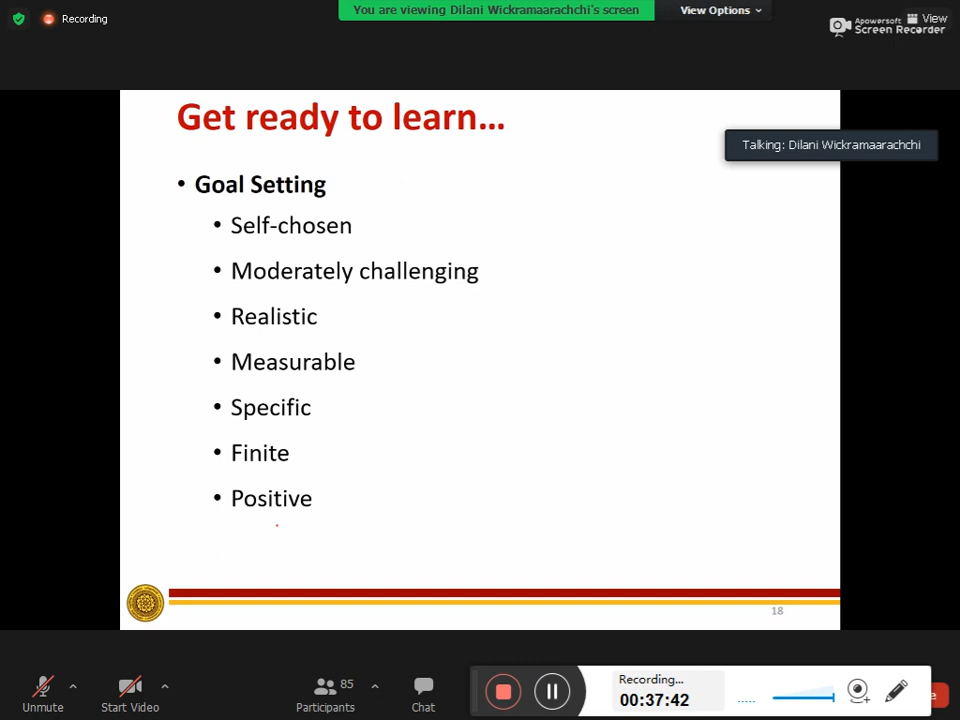 Recording
You are viewing Dilani Wickramaarachchi's screen
View Options
Apowersoft
Screen Recorder
View
Get ready to learn...
Talking: Dilani Wickramaarachchi
• Goal Setting
• Self-chosen
• Moderately challenging
• Realistic
• Measurable
• Specific
• Finite
• Positive
18
Unmute
Start Video
85
Participants
Chat
Recording...
00:37:42